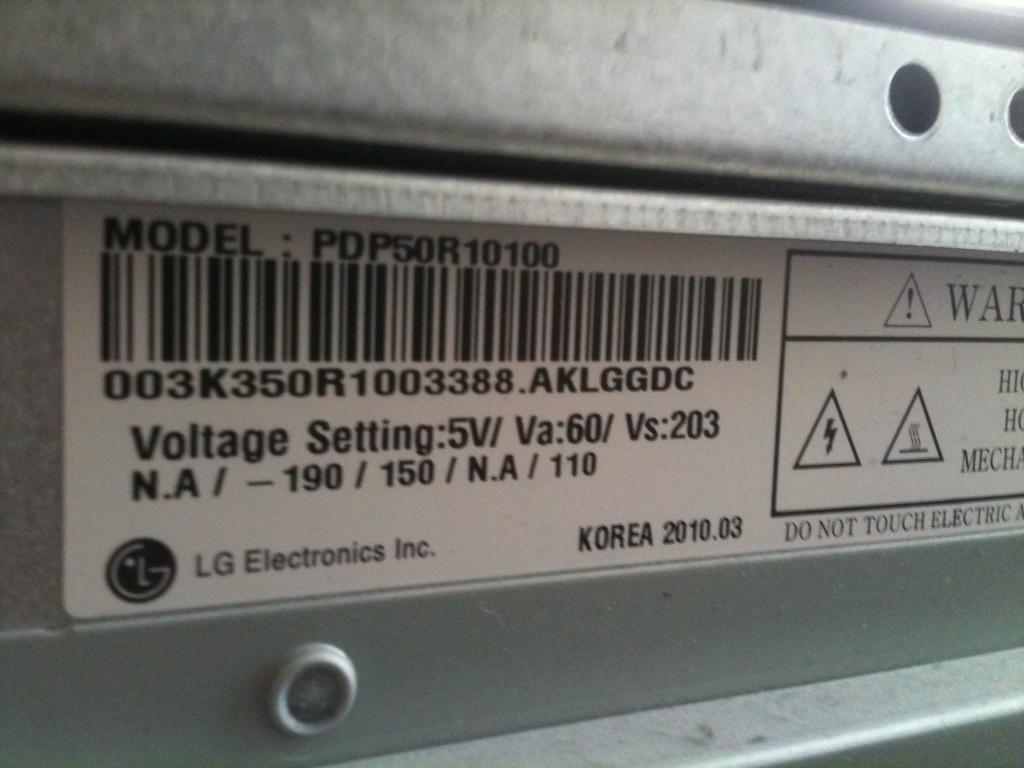 MODEL : PDP50R10100
003K350R1003388.AKLGGDC
Voltage Setting:5V/ Va:60/ Vs:203
N.A / – 190 / 150 / N.A / 110
LG Electronics Inc.
KOREA 2010.03
WAR
HIG
HO
MECHA
DO NOT TOUCH ELECTRIC A